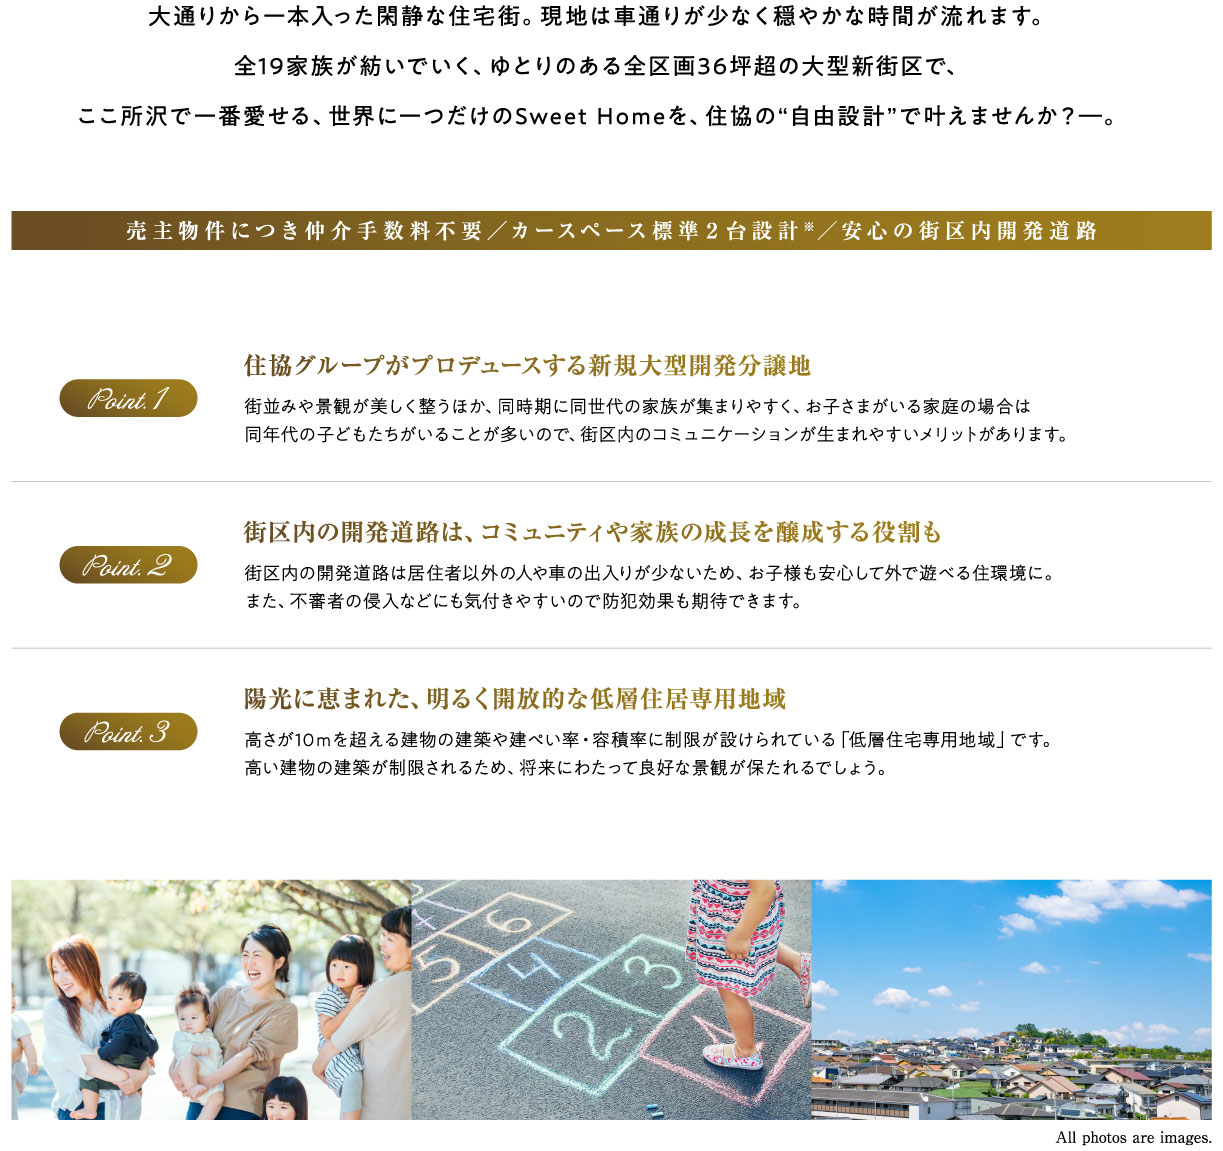 大通りから一本入った閑静な住宅街。現地は車通りが少なく穏やかな時間が流れます。
全19家族が紡いでいく、ゆとりのある全区画36坪超の大型新街区で、
ここ所沢で一番愛せる、世界に一つだけのSweet Homeを、住協の“自由設計”で叶えませんか？―。
売主物件につき仲介手数料不要／カースペース標準２台設計※／安心の街区内開発道路
Point. 1
住協グループがプロデュースする新規大型開発分譲地
街並みや景観が美しく整うほか、同時期に同世代の家族が集まりやすく、お子さまがいる家庭の場合は
同年代の子どもたちがいることが多いので、街区内のコミュニケーションが生まれやすいメリットがあります。
Point. 2
街区内の開発道路は、コミュニティや家族の成長を醸成する役割も
街区内の開発道路は居住者以外の人や車の出入りが少ないため、お子様も安心して外で遊べる住環境に。
また、不審者の侵入などにも気付きやすいので防犯効果も期待できます。
Point. 3
陽光に恵まれた、明るく開放的な低層住居専用地域
高さが10mを超える建物の建築や建ぺい率・容積率に制限が設けられている「低層住宅専用地域」です。
高い建物の建築が制限されるため、将来にわたって良好な景観が保たれるでしょう。
6
5
4
3
2
1
All photos are images.